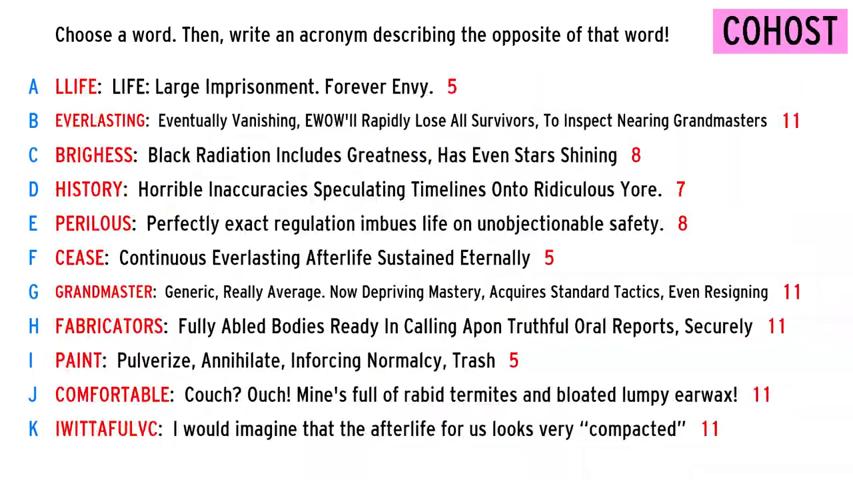 Choose a word. Then, write an acronym describing the opposite of that word!
COHOST
A LLIFE: LIFE: Large Imprisonment. Forever Envy. 5
B EVERLASTING: Eventually Vanishing, EWOW'll Rapidly Lose All Survivors, To Inspect Nearing Grandmasters 11
C BRIGHESS: Black Radiation Includes Greatness, Has Even Stars Shining 8
D HISTORY: Horrible Inaccuracies Speculating Timelines Onto Ridiculous Yore. 7
E PERILOUS: Perfectly exact regulation imbues life on unobjectionable safety. 8
F CEASE: Continuous Everlasting Afterlife Sustained Eternally 5
G GRANDMASTER: Generic, Really Average. Now Depriving Mastery, Acquires Standard Tactics, Even Resigning 11
H FABRICATORS: Fully Abled Bodies Ready In Calling Apon Truthful Oral Reports, Securely 11
I PAINT: Pulverize, Annihilate, Inforcing Normalcy, Trash 5
J COMFORTABLE: Couch? Ouch! Mine's full of rabid termites and bloated lumpy earwax! 11
K IWITTAFULVC: I would imagine that the afterlife for us looks very “compacted” 11